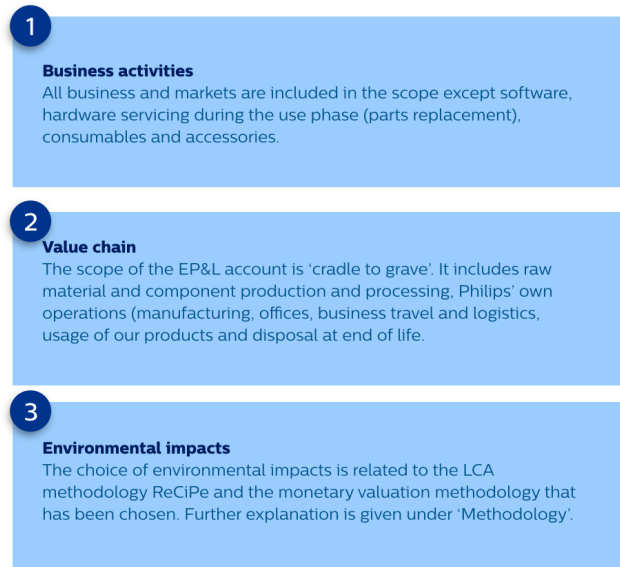 1
Business activities
All business and markets are included in the scope except software,
hardware servicing during the use phase (parts replacement),
consumables and accessories.
2
Value chain
The scope of the EP&L account is ‘cradle to grave’. It includes raw
material and component production and processing, Philips’ own
operations (manufacturing, offices, business travel and logistics,
usage of our products and disposal at end of life.
3
Environmental impacts
The choice of environmental impacts is related to the LCA
methodology ReCiPe and the monetary valuation methodology that
has been chosen. Further explanation is given under ‘Methodology’.